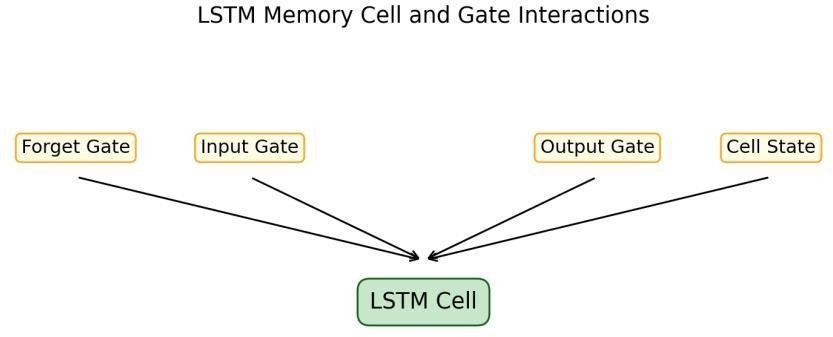 LSTM Memory Cell and Gate Interactions
Forget Gate
Input Gate
Output Gate
Cell State
LSTM Cell